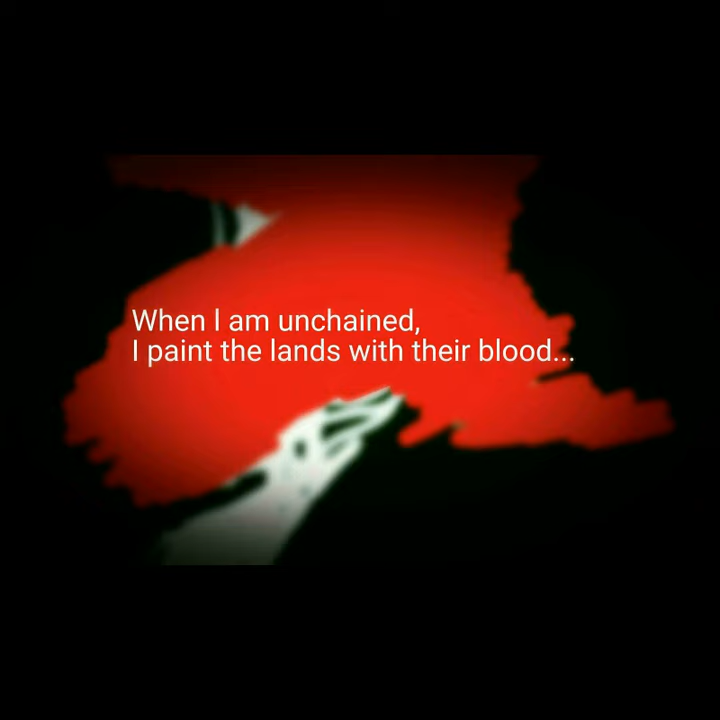 When I am unchained,
I paint the lands with their blood...